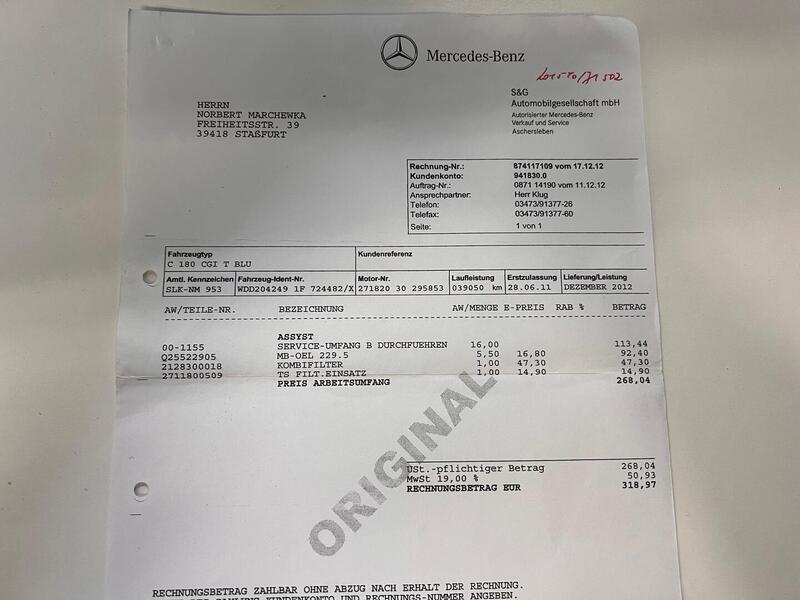 Mercedes-Benz
S&G
Automobilgesellschaft mbH
Autorisierter Mercedes-Benz
Verkauf und Service
Aschersleben
HERRN
NORBERT MARCHEWKA
FREIHEITSSTR. 39
39418 STAßFURT
Rechnung-Nr.: 874117109 vom 17.12.12
Kundenkonto: 941830.0
Auftrag-Nr.: 0871 14190 vom 11.12.12
Ansprechpartner: Herr Klug
Telefon: 03473/91377-26
Telefax: 03473/91377-60
Seite: 1 von 1
Fahrzeugtyp Kundenreferenz
C 180 CGI T BLU
Amtl. Kennzeichen Fahrzeug-Ident-Nr. Motor-Nr. Laufleistung Erstzulassung Lieferung/Leistung
SLK-NM 953 WDD204249 1F 724482/X 271820 30 295853 039050 km 28.06.11 DEZEMBER 2012
AW/TEILE-NR. BEZEICHNUNG AW/MENGE E-PREIS RAB % BETRAG
ASSYST
00-1155 SERVICE-UMFANG B DURCHFUEHREN 16,00 113,44
Q25522905 MB-OEL 229.5 5,50 16,80 92,40
2128300018 KOMBIFILTER 1,00 47,30 47,30
2711800509 TS FILT.EINSATZ 1,00 14,90 14,90
PREIS ARBEITSUMFANG 268,04
ORIGINAL
USt.-pflichtiger Betrag 268,04
MwSt 19,00 % 50,93
RECHNUNGSBETRAG EUR 318,97
RECHNUNGSBETRAG ZAHLBAR OHNE ABZUG NACH ERHALT DER RECHNUNG.
KUNDENKONTO UND RECHNUNGS-NUMMER ANGEBEN.